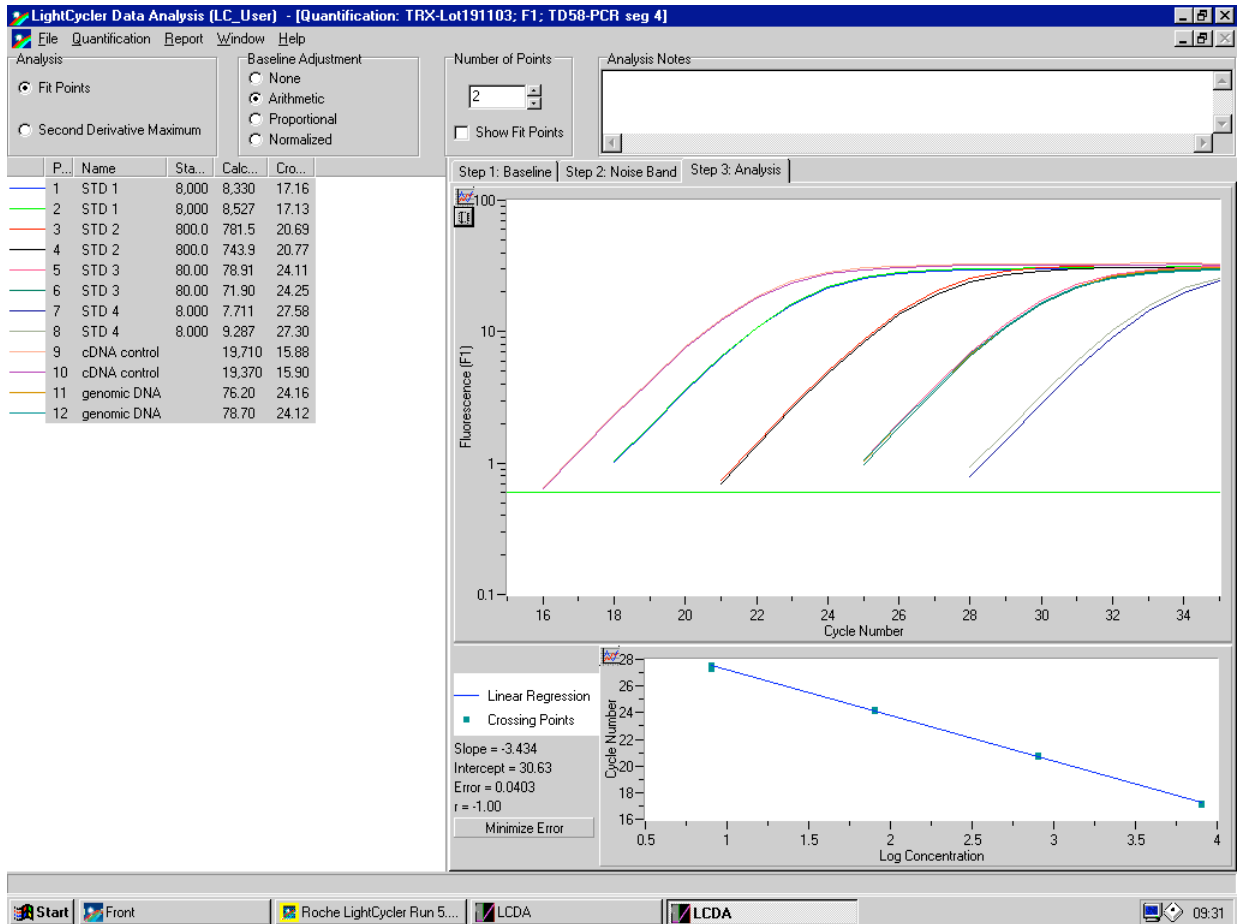 LightCycler Data Analysis (LC_User) - [Quantification: TRX-Lot191103; F1; TD58-PCR seg 4]
File Quantification Report Window Help
Analysis
Fit Points
Second Derivative Maximum
Baseline Adjustment
None
Arithmetic
Proportional
Normalized
Number of Points
2
Show Fit Points
Analysis Notes
P... Name Sta... Calc... Cro...
1 STD 1 8,000 8,330 17.16
2 STD 1 8,000 8,527 17.13
3 STD 2 800.0 781.5 20.69
4 STD 2 800.0 743.9 20.77
5 STD 3 80.00 78.91 24.11
6 STD 3 80.00 71.90 24.25
7 STD 4 8.000 7.711 27.58
8 STD 4 8.000 9.287 27.30
9 cDNA control 19,710 15.88
10 cDNA control 19,370 15.90
11 genomic DNA 76.20 24.16
12 genomic DNA 78.70 24.12
Step 1: Baseline Step 2: Noise Band Step 3: Analysis
100
10
1
0.1
Fluorescence (F1)
16 18 20 22 24 26 28 30 32 34
Cycle Number
Linear Regression
Crossing Points
Slope = -3.434
Intercept = 30.63
Error = 0.0403
r = -1.00
Minimize Error
28
26
24
22
20
18
16
Cycle Number
0.5 1 1.5 2 2.5 3 3.5 4
Log Concentration
Start Front Roche LightCycler Run 5.... LCDA LCDA 09:31